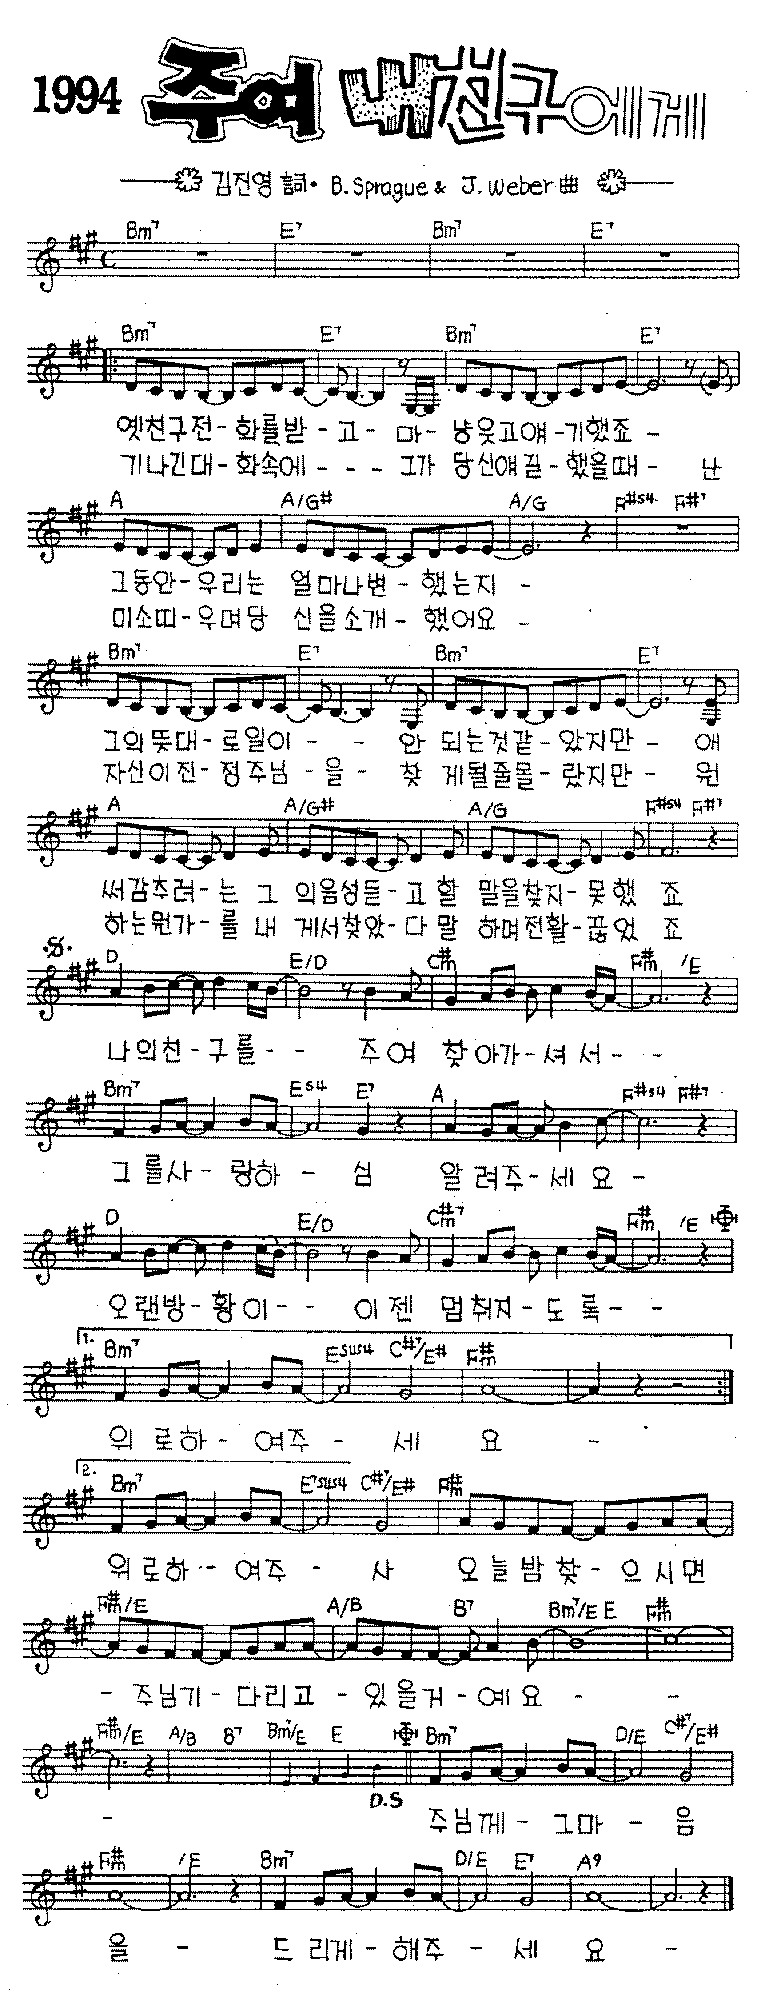 1994 주여 내친구에게
김진영 詞· B. Sprague & J. Weber 曲
Bm7 E7 Bm7 E7
Bm7 E7 Bm7 E7
옛친구전-화를받-고-마-냥웃고얘-기했죠-
기나긴대-화속에---그가 당신얘길-했을때-난
A A/G# A/G F#s4 F#7
그동안-우리는 얼마나변-했는지-
미소띠-우며당 신을소개-했어요-
Bm7 E7 Bm7 E7
그의뜻대-로일이--안 되는것같-았지만-애
자신이진-정주님-을-찾 게될줄몰-랐지만-원
A A/G# A/G F#s4 F#7
써감추려-는 그 의음성듣-고할 말을찾지-못했 죠
하는뭔가-를 내 게서찾았-다말 하며전활-끊었 죠
D E/D C#m F#m /E
나의친-구를-- 주여 찾아가-셔서--
Bm7 Es4 E7 A F#s4 F#7
그 를사-랑하-심 알려주-세 요-
D E/D C#m7 F#m /E
오랜방-황이-- 이젠 멈춰지-도록--
1. Bm7 Esus4 C#7/E# F#m
위 로하-여주-세 요 -
2. Bm7 E7sus4 C#7/E# F#m
위로하-여주-사 오늘밤찾-으시면
F#m/E A/B B7 Bm7/E E F#m
-주님기-다리고-있을거-예요--
F#m/E A/B B7 Bm7/E E Bm7 D/E C#7/E#
D.S
- 주님께-그마-음
F#m /E Bm7 D/E E7 A9
을 - 드리게-해주-세 요 -